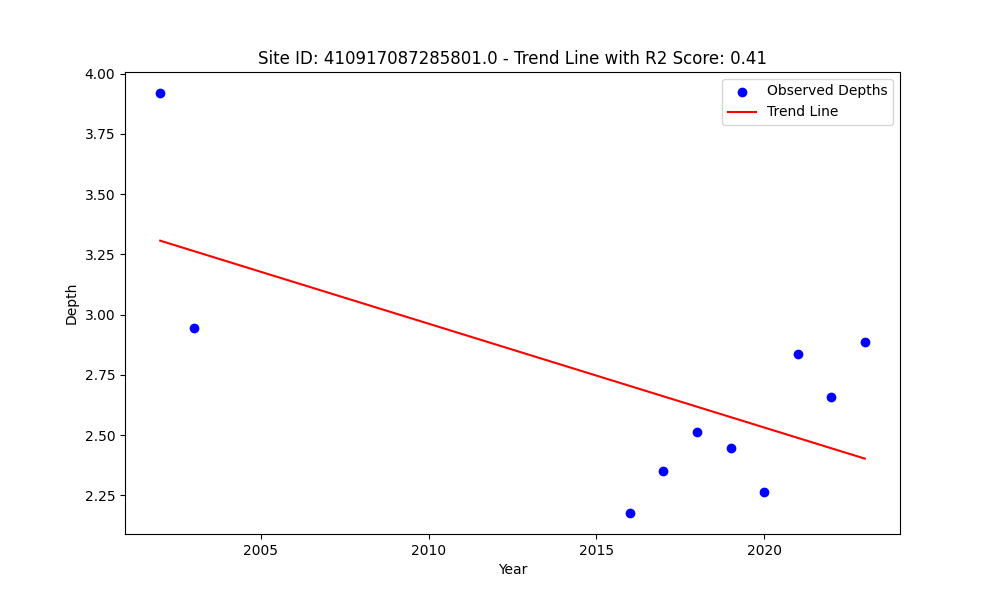 Site ID: 410917087285801.0 - Trend Line with R2 Score: 0.41
Observed Depths
Trend Line
4.00
3.75
3.50
3.25
3.00
2.75
2.50
2.25
Depth
2005
2010
2015
2020
Year